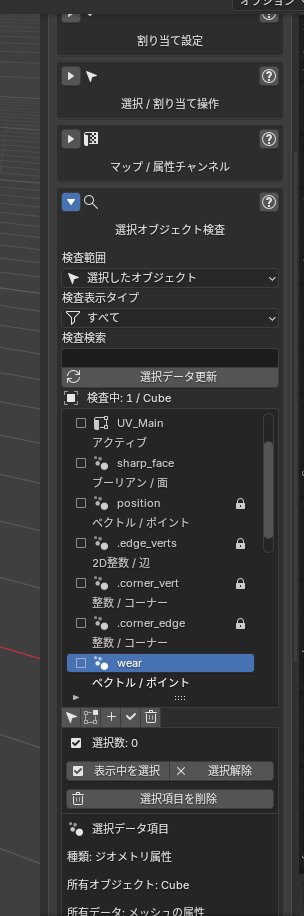 オプション
割り当て設定
選択 / 割り当て操作
マップ / 属性チャンネル
選択オブジェクト検査
検査範囲
選択したオブジェクト
検査表示タイプ
すべて
検査検索
選択データ更新
検査中: 1 / Cube
UV_Main
アクティブ
sharp_face
ブーリアン / 面
position
ベクトル / ポイント
.edge_verts
2D整数 / 辺
.corner_vert
整数 / コーナー
.corner_edge
整数 / コーナー
wear
ベクトル / ポイント
選択数: 0
表示中を選択 選択解除
選択項目を削除
選択データ項目
種類: ジオメトリ属性
所有オブジェクト: Cube
所有データ: メッシュの属性